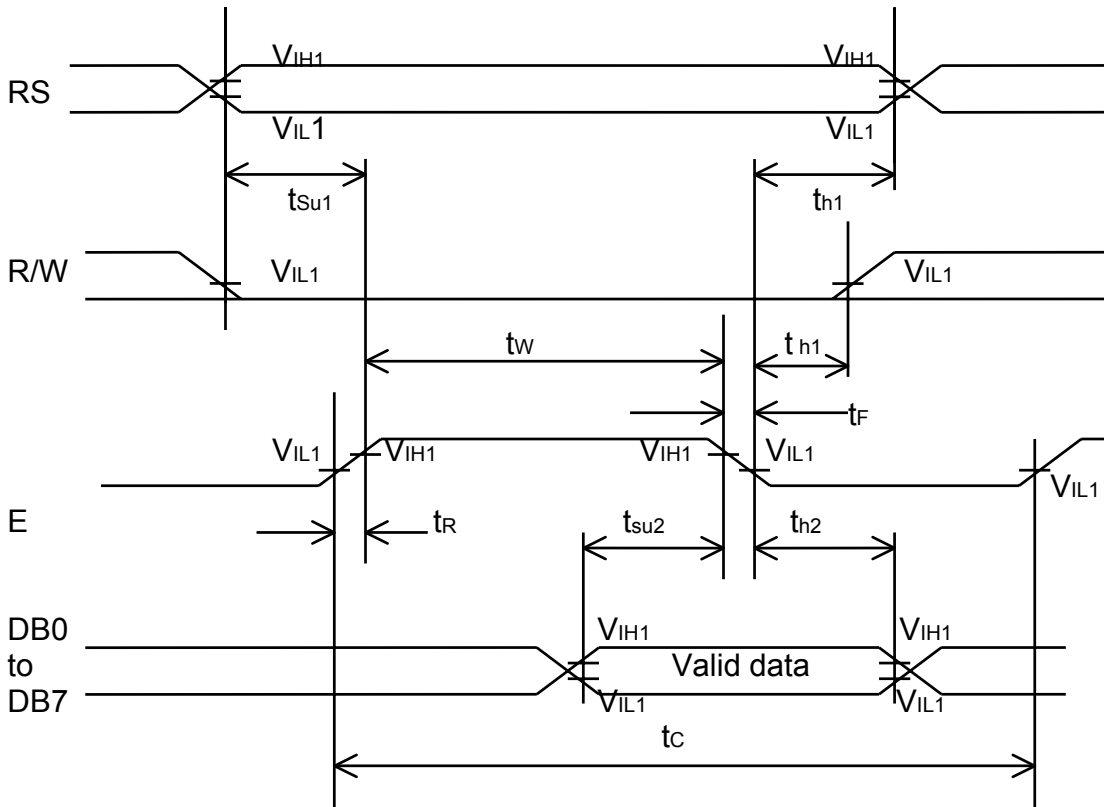 VIH1 VIH1
RS
VIL1 VIL1
tSu1 th1
R/W VIL1 VIL1
tW th1
tF
VIL1 VIH1 VIH1 VIL1
VIL1
E tR tsu2 th2
DB0 VIH1 VIH1
to Valid data
DB7 VIL1 VIL1
tC